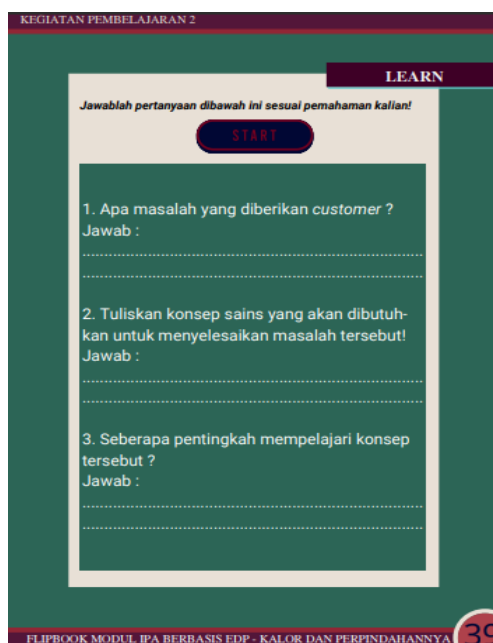 KEGIATAN PEMBELAJARAN 2
LEARN
Jawablah pertanyaan dibawah ini sesuai pemahaman kalian!
START
1. Apa masalah yang diberikan customer ?
Jawab :
................................................................................
................................................................................
2. Tuliskan konsep sains yang akan dibutuh-
kan untuk menyelesaikan masalah tersebut!
Jawab :
................................................................................
................................................................................
3. Seberapa pentingkah mempelajari konsep
tersebut ?
Jawab :
................................................................................
................................................................................
FLIPBOOK MODUL IPA BERBASIS EDP - KALOR DAN PERPINDAHANNYA
39